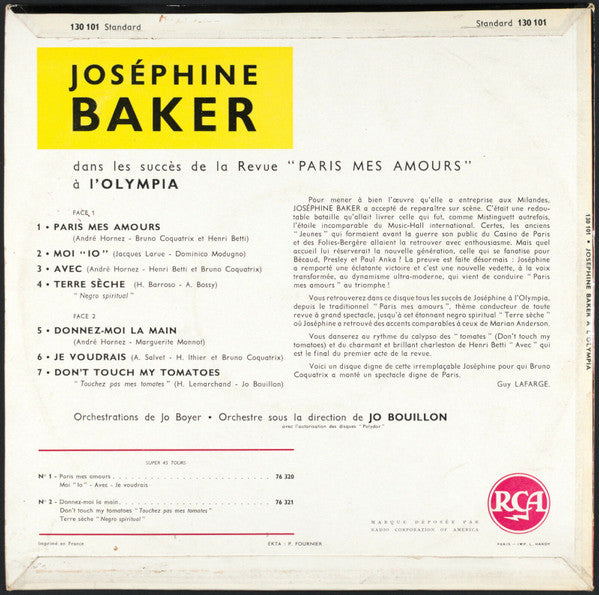 130 101 Standard
Standard 130 101
JOSÉPHINE
BAKER
dans les succès de la Revue "PARIS MES AMOURS"
à l'OLYMPIA
FACE 1
1 • PARIS MES AMOURS
(André Hornez - Bruno Coquatrix et Henri Betti)
2 • MOI "IO" (Jacques Larue - Dominico Modugno)
3 • AVEC (André Hornez - Henri Betti et Bruno Coquatrix)
4 • TERRE SÈCHE (H. Barroso - A. Bossy)
"Negro spiritual"
FACE 2
5 • DONNEZ-MOI LA MAIN
(André Hornez - Marguerite Monnot)
6 • JE VOUDRAIS (A. Salvet - H. Ithier et Bruno Coquatrix)
7 • DON'T TOUCH MY TOMATOES
"Touchez pas mes tomates" (H. Lemarchand - Jo Bouillon)
Pour mener à bien l'œuvre qu'elle a entreprise aux Milandes,
JOSÉPHINE BAKER a accepté de reparaître sur scène. C'était une redou-
table bataille qu'allait livrer celle qui fut, comme Mistinguett autrefois,
l'étoile incomparable du Music-Hall international. Certes, les anciens
"Jeunes" qui formaient avant la guerre son public du Casino de Paris
et des Folies-Bergère allaient la retrouver avec enthousiasme. Mais quel
accueil lui réserverait la nouvelle génération, celle qui se fanatise pour
Bécaud, Presley et Paul Anka ? La preuve est faite désormais : Joséphine
a remporté une éclatante victoire et c'est une nouvelle vedette, à la voix
transformée, au dynamisme ultra-moderne, qui vient de conduire "Paris
mes amours" au triomphe !
Vous retrouverez dans ce disque tous les succès de Joséphine à l'Olympia,
depuis le traditionnel "Paris mes amours", thème conducteur de toute
revue à grand spectacle, jusqu'à cet étonnant negro spiritual "Terre sèche"
où Joséphine a retrouvé des accents comparables à ceux de Marian Anderson.
Vous danserez au rythme du calypso des "tomates" (Don't touch my
tomatoes) et du charmant et brillant charleston de Henri Betti "Avec" qui
est le final du premier acte de la revue.
Voici un disque digne de cette irremplaçable Joséphine pour qui Bruno
Coquatrix a monté un spectacle digne de Paris.
Guy LAFARGE.
Orchestrations de Jo Boyer • Orchestre sous la direction de JO BOUILLON
avec l'autorisation des disques "Polydor"
SUPER 45 TOURS
N° 1 - Paris mes amours 76 320
Moi "Io" - Avec - Je voudrais
N° 2 - Donnez-moi la main 76 321
Don't touch my tomatoes "Touchez pas mes tomates"
Terre sèche "Negro spiritual"
MARQUE DÉPOSÉE PAR
RADIO CORPORATION OF AMERICA
RCA
Imprimé en France
EKTA : P. FOURNIER
PARIS - IMP. L. HARDY
130 101 • JOSEPHINE BAKER A L'OLYMPIA